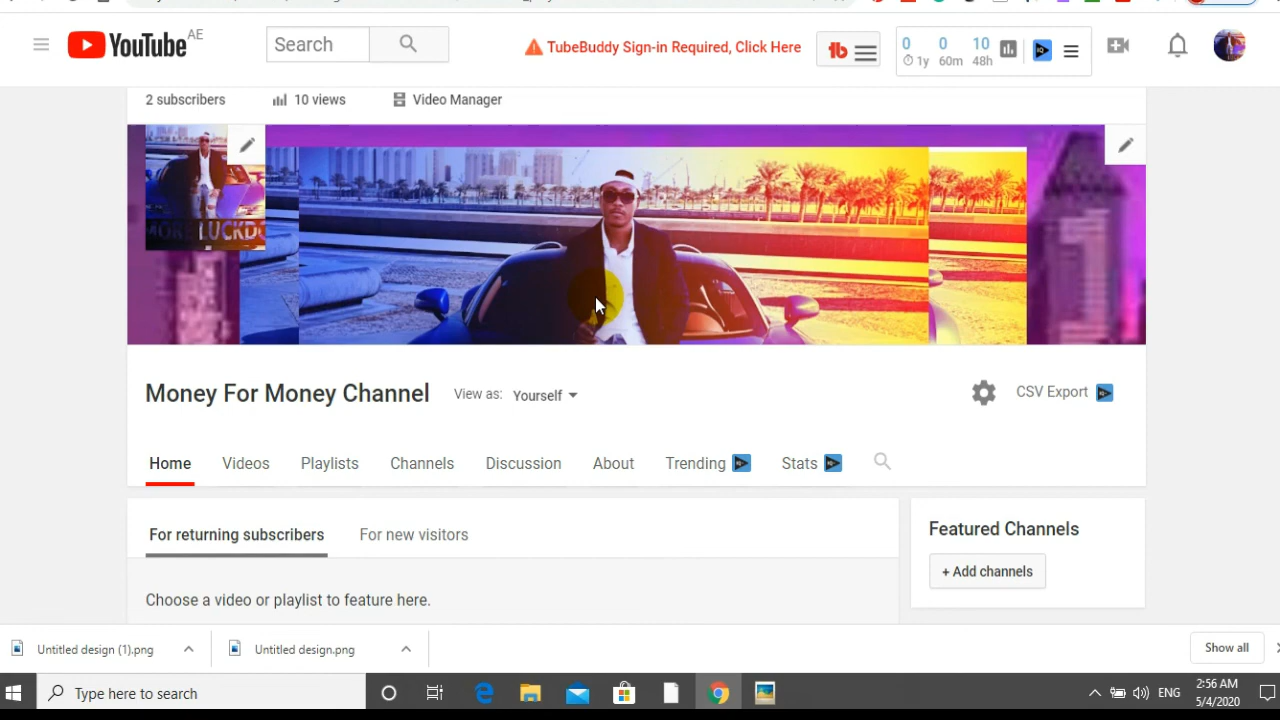 YouTube AE
Search
TubeBuddy Sign-in Required, Click Here
tb
0 0 10
1y 60m 48h
2 subscribers 10 views Video Manager
LUCKDO
Money For Money Channel View as: Yourself
CSV Export
Home Videos Playlists Channels Discussion About Trending Stats
For returning subscribers For new visitors
Featured Channels
+ Add channels
Choose a video or playlist to feature here.
Untitled design (1).png Untitled design.png Show all
Type here to search
ENG
2:56 AM
5/4/2020